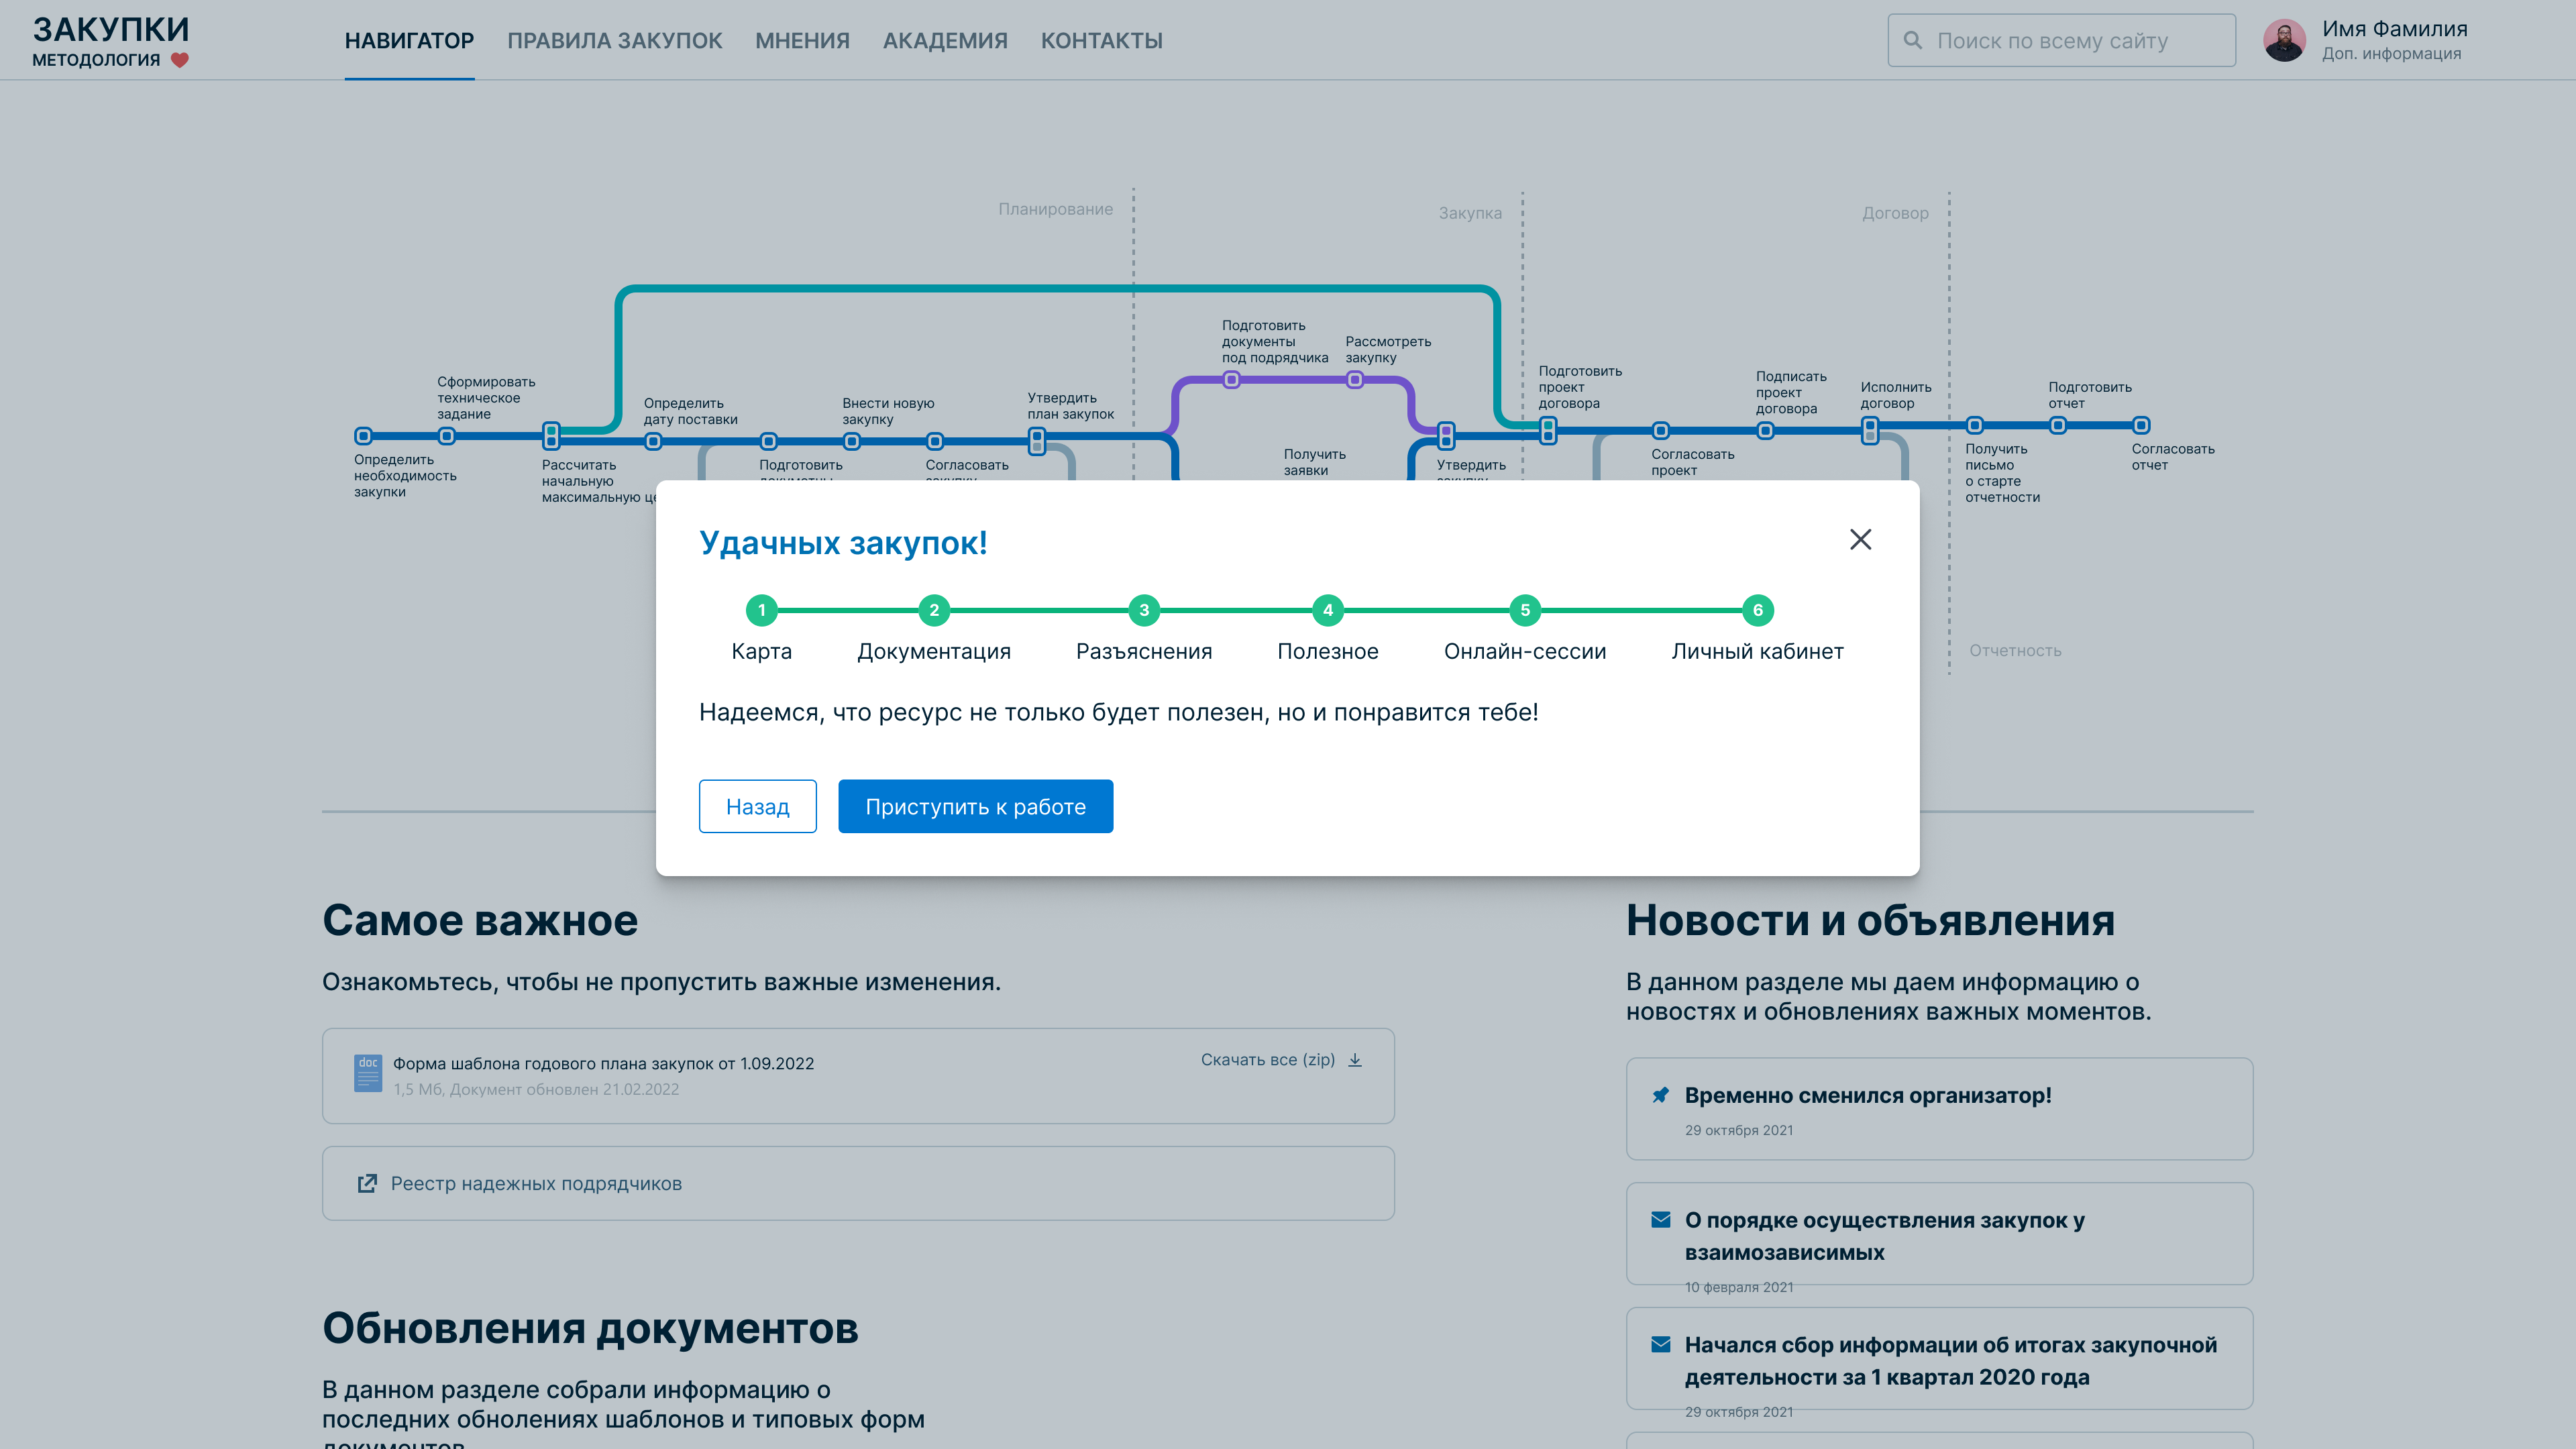 ЗАКУПКИ
МЕТОДОЛОГИЯ
НАВИГАТОР
ПРАВИЛА ЗАКУПОК
МНЕНИЯ
АКАДЕМИЯ
КОНТАКТЫ
Поиск по всему сайту
Имя Фамилия
Доп. информация
Планирование
Закупка
Договор
Определить
необходимость
закупки
Сформировать
техническое
задание
Рассчитать
начальную
максимальную
Определить
дату поставки
Подготовить
Внести новую
закупку
Согласовать
закупку
Утвердить
план закупок
Подготовить
документы
под подрядчика
Рассмотреть
закупку
Получить
заявки
Утвердить
закупку
Подготовить
проект
договора
Согласовать
проект
Подписать
проект
договора
Исполнить
договор
Получить
письмо
о старте
отчетности
Подготовить
отчет
Согласовать
отчет
Отчетность
Удачных закупок!
1
2
3
4
5
6
Карта
Документация
Разъяснения
Полезное
Онлайн-сессии
Личный кабинет
Надеемся, что ресурс не только будет полезен, но и понравится тебе!
Назад
Приступить к работе
Самое важное
Ознакомьтесь, чтобы не пропустить важные изменения.
doc
Форма шаблона годового плана закупок от 1.09.2022
1,5 Мб, Документ обновлен 21.02.2022
Скачать все (zip)
Реестр надежных подрядчиков
Обновления документов
В данном разделе собрали информацию о
последних обнолениях шаблонов и типовых форм
документов
Новости и объявления
В данном разделе мы даем информацию о
новостях и обновлениях важных моментов.
Временно сменился организатор!
29 октября 2021
О порядке осуществления закупок у
взаимозависимых
10 февраля 2021
Начался сбор информации об итогах закупочной
деятельности за 1 квартал 2020 года
29 октября 2021